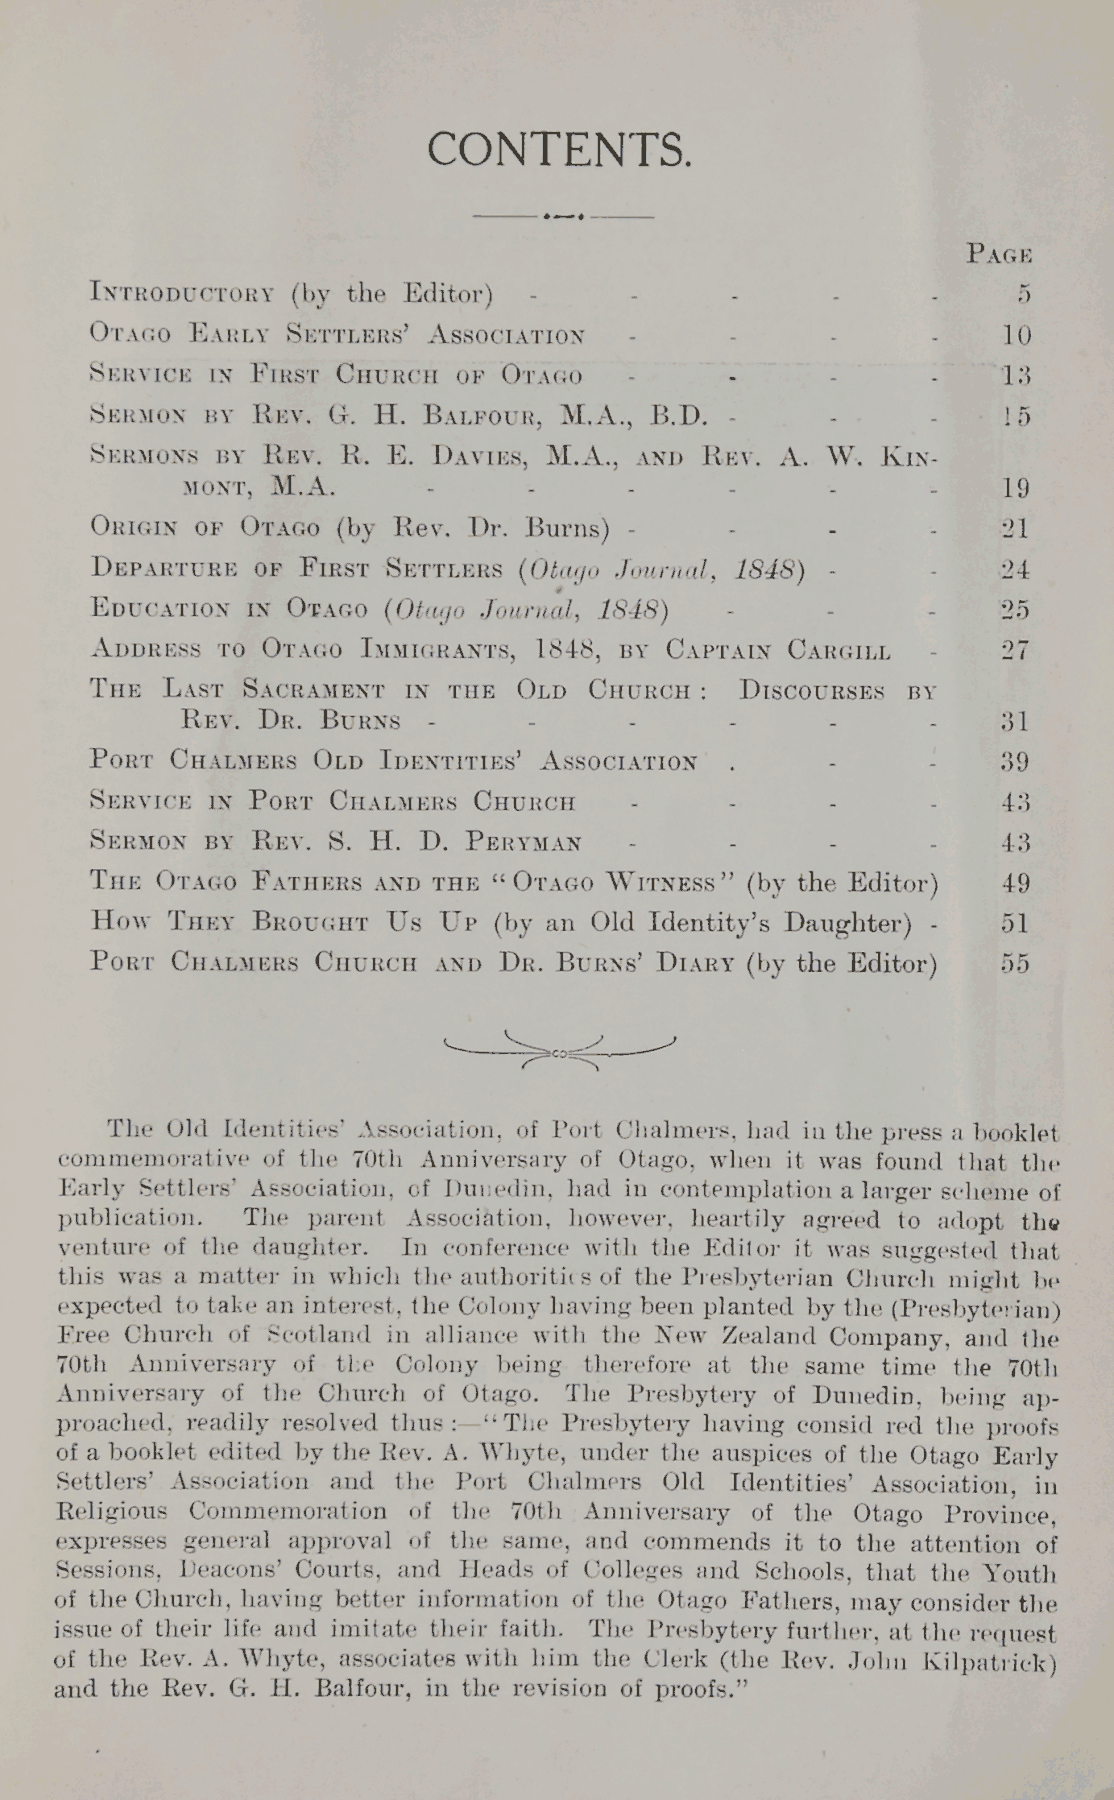 CONTENTS.
PAGE
INTRODUCTORY (by the Editor) - - - - - 5
OTAGO EARLY SETTLERS' ASSOCIATION - - - - 10
SERVICE IN FIRST CHURCH OF OTAGO - - - - 13
SERMON BY REV. G. H. BALFOUR, M.A., B.D. - - - 15
SERMONS BY REV. R. E. DAVIES, M.A., AND REV. A. W. KIN-
MONT, M.A. - - - - - - 19
ORIGIN OF OTAGO (by Rev. Dr. Burns) - - - - 21
DEPARTURE OF FIRST SETTLERS (Otago Journal, 1848) - - 24
EDUCATION IN OTAGO (Otago Journal, 1848) - - - 25
ADDRESS TO OTAGO IMMIGRANTS, 1848, BY CAPTAIN CARGILL - 27
THE LAST SACRAMENT IN THE OLD CHURCH: DISCOURSES BY
REV. DR. BURNS - - - - - - 31
PORT CHALMERS OLD IDENTITIES' ASSOCIATION . - - 39
SERVICE IN PORT CHALMERS CHURCH - - - - 43
SERMON BY REV. S. H. D. PERYMAN - - - - 43
THE OTAGO FATHERS AND THE "OTAGO WITNESS" (by the Editor) 49
HOW THEY BROUGHT US UP (by an Old Identity's Daughter) - 51
PORT CHALMERS CHURCH AND DR. BURNS' DIARY (by the Editor) 55
The Old Identities' Association, of Port Chalmers, had in the press a booklet
commemorative of the 70th Anniversary of Otago, when it was found that the
Early Settlers' Association, of Dunedin, had in contemplation a larger scheme of
publication. The parent Association, however, heartily agreed to adopt the
venture of the daughter. In conference with the Editor it was suggested that
this was a matter in which the authorities of the Presbyterian Church might be
expected to take an interest, the Colony having been planted by the (Presbyterian)
Free Church of Scotland in alliance with the New Zealand Company, and the
70th Anniversary of the Colony being therefore at the same time the 70th
Anniversary of the Church of Otago. The Presbytery of Dunedin, being ap-
proached, readily resolved thus:—"The Presbytery having consid red the proofs
of a booklet edited by the Rev. A. Whyte, under the auspices of the Otago Early
Settlers' Association and the Port Chalmers Old Identities' Association, in
Religious Commemoration of the 70th Anniversary of the Otago Province,
expresses general approval of the same, and commends it to the attention of
Sessions, Deacons' Courts, and Heads of Colleges and Schools, that the Youth
of the Church, having better information of the Otago Fathers, may consider the
issue of their life and imitate their faith. The Presbytery further, at the request
of the Rev. A. Whyte, associates with him the Clerk (the Rev. John Kilpatrick)
and the Rev. G. H. Balfour, in the revision of proofs."